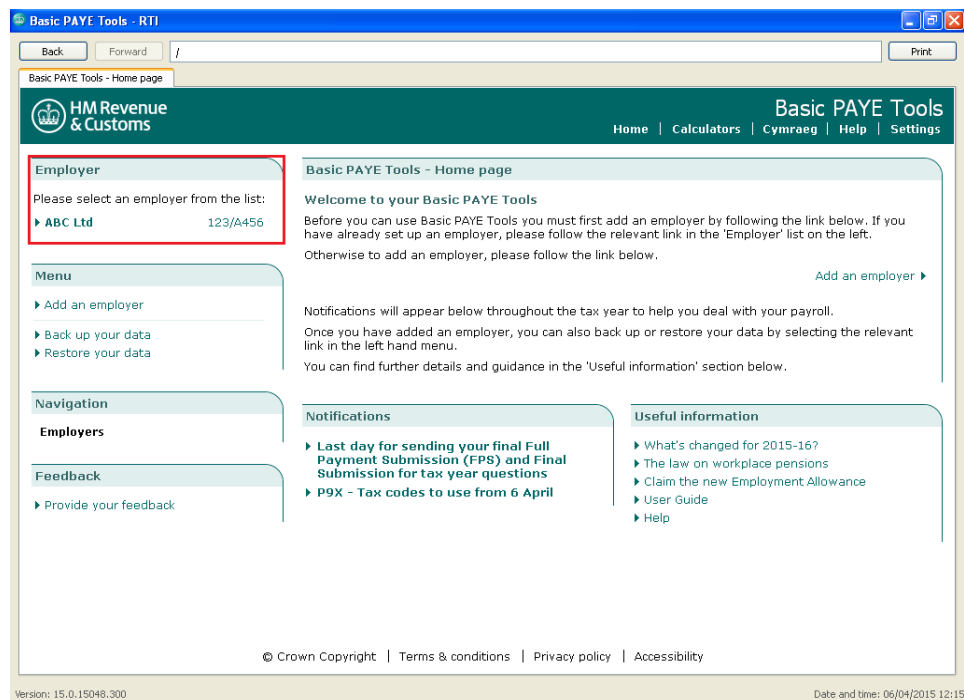 Basic PAYE Tools - RTI
Back
Forward
/
Print
Basic PAYE Tools - Home page
HM Revenue
& Customs
Basic PAYE Tools
Home | Calculators | Cymraeg | Help | Settings
Employer
Please select an employer from the list:
ABC Ltd 123/A456
Menu
Add an employer
Back up your data
Restore your data
Navigation
Employers
Feedback
Provide your feedback
Basic PAYE Tools - Home page
Welcome to your Basic PAYE Tools
Before you can use Basic PAYE Tools you must first add an employer by following the link below. If you
have already set up an employer, please follow the relevant link in the 'Employer' list on the left.
Otherwise to add an employer, please follow the link below.
Add an employer
Notifications will appear below throughout the tax year to help you deal with your payroll.
Once you have added an employer, you can also back up or restore your data by selecting the relevant
link in the left hand menu.
You can find further details and guidance in the 'Useful information' section below.
Notifications
Last day for sending your final Full
Payment Submission (FPS) and Final
Submission for tax year questions
P9X - Tax codes to use from 6 April
Useful information
What's changed for 2015-16?
The law on workplace pensions
Claim the new Employment Allowance
User Guide
Help
© Crown Copyright | Terms & conditions | Privacy policy | Accessibility
Version: 15.0.15048.300
Date and time: 06/04/2015 12:15